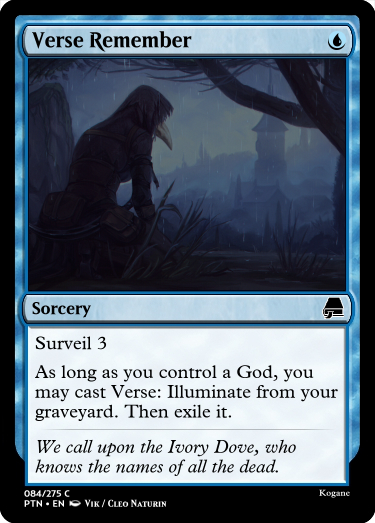 Verse Remember
Sorcery
Surveil 3
As long as you control a God, you
may cast Verse: Illuminate from your
graveyard. Then exile it.
We call upon the Ivory Dove, who
knows the names of all the dead.
084/275 C
Kogane
PTN • EN Vik / Cleo Naturin